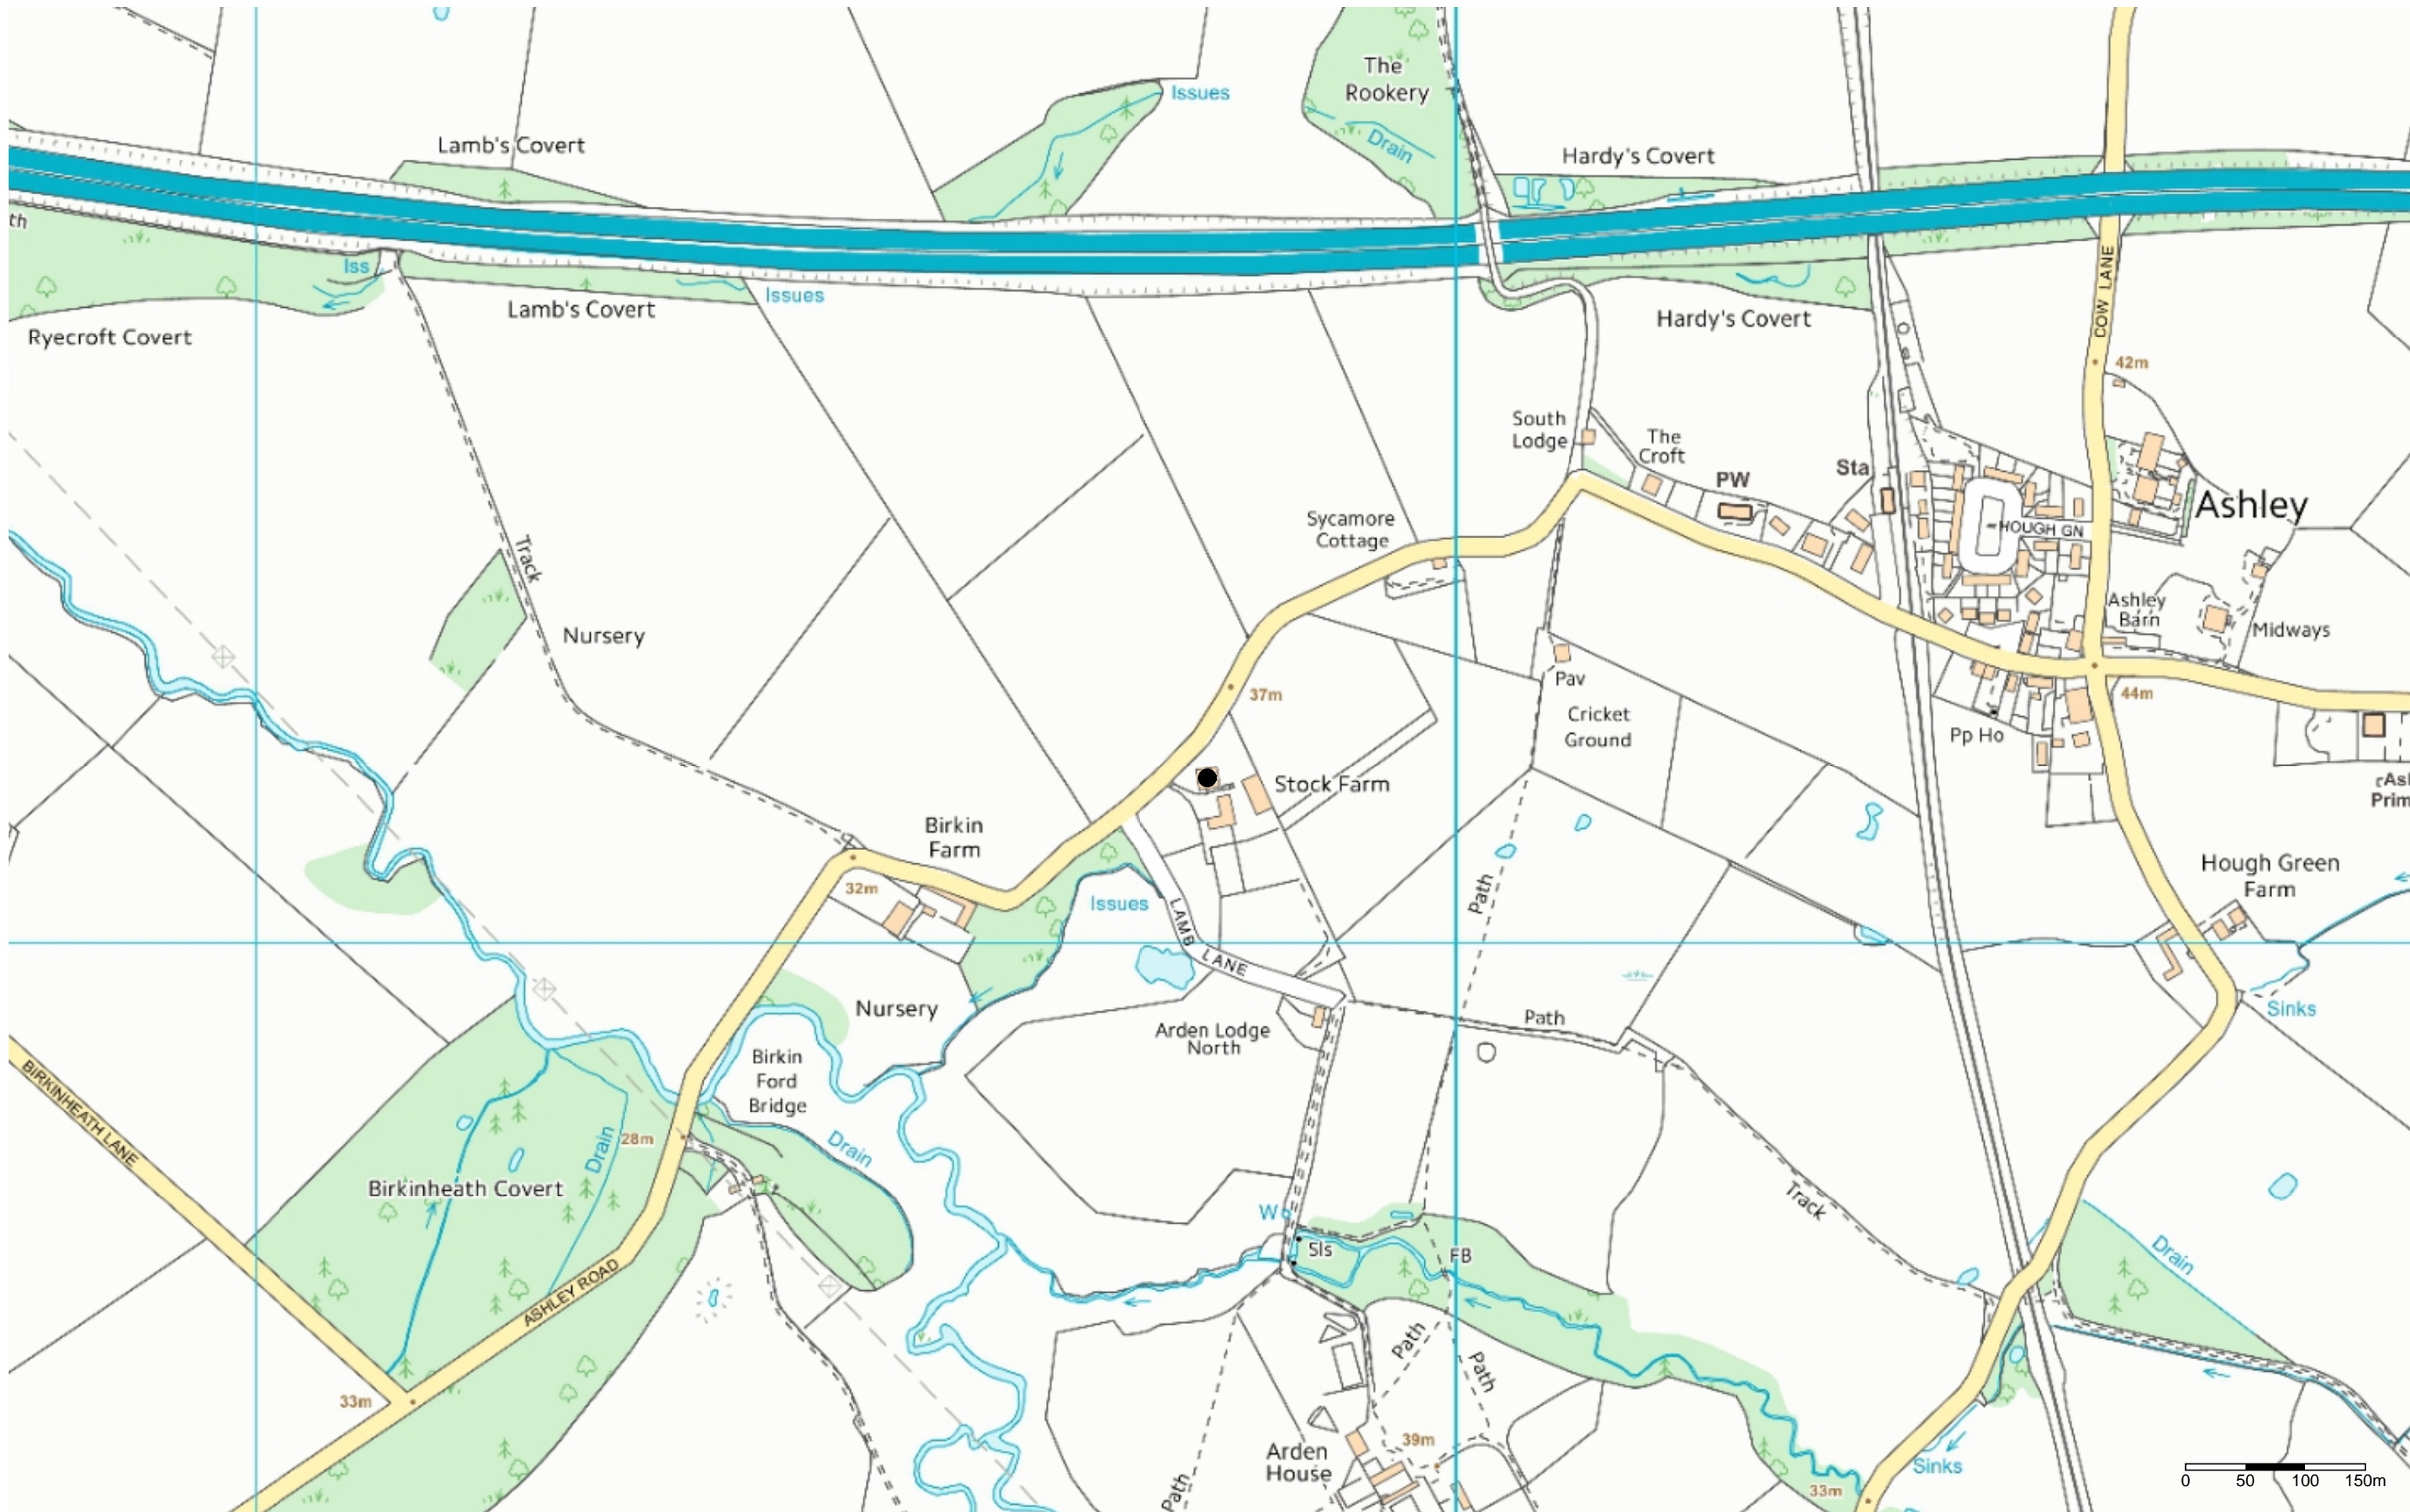 The
Rookery
Issues
Drain
Lamb's Covert
Hardy's Covert
th
Iss
Lamb's Covert
Issues
Ryecroft Covert
Hardy's Covert
COW LANE
42m
South
Lodge
The
Croft
PW
Sta
Ashley
Sycamore
Cottage
HOUGH GN
Track
Nursery
Ashley
Barn
Midways
Pav
37m
44m
Cricket
Ground
Pp Ho
Stock Farm
Ash
Prim
Birkin
Farm
32m
Path
Hough Green
Farm
Issues
LAMB LANE
Nursery
Sinks
Path
Arden Lodge
North
Birkin
Ford
Bridge
BIRKINHEATH LANE
Drain
28m
Drain
Birkinheath Covert
Track
W
Sls
FB
Drain
ASHLEY ROAD
Path
Path
33m
39m
Arden
House
Path
Sinks
33m
0 50 100 150m